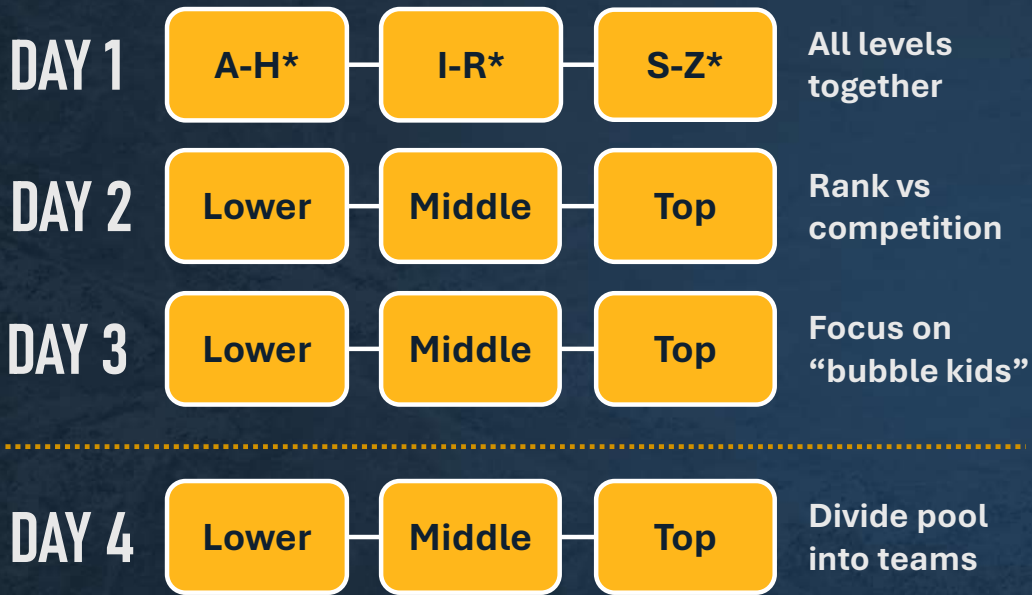 DAY 1
A-H*
I-R*
S-Z*
All levels
together
DAY 2
Lower
Middle
Top
Rank vs
competition
DAY 3
Lower
Middle
Top
Focus on
“bubble kids”
DAY 4
Lower
Middle
Top
Divide pool
into teams